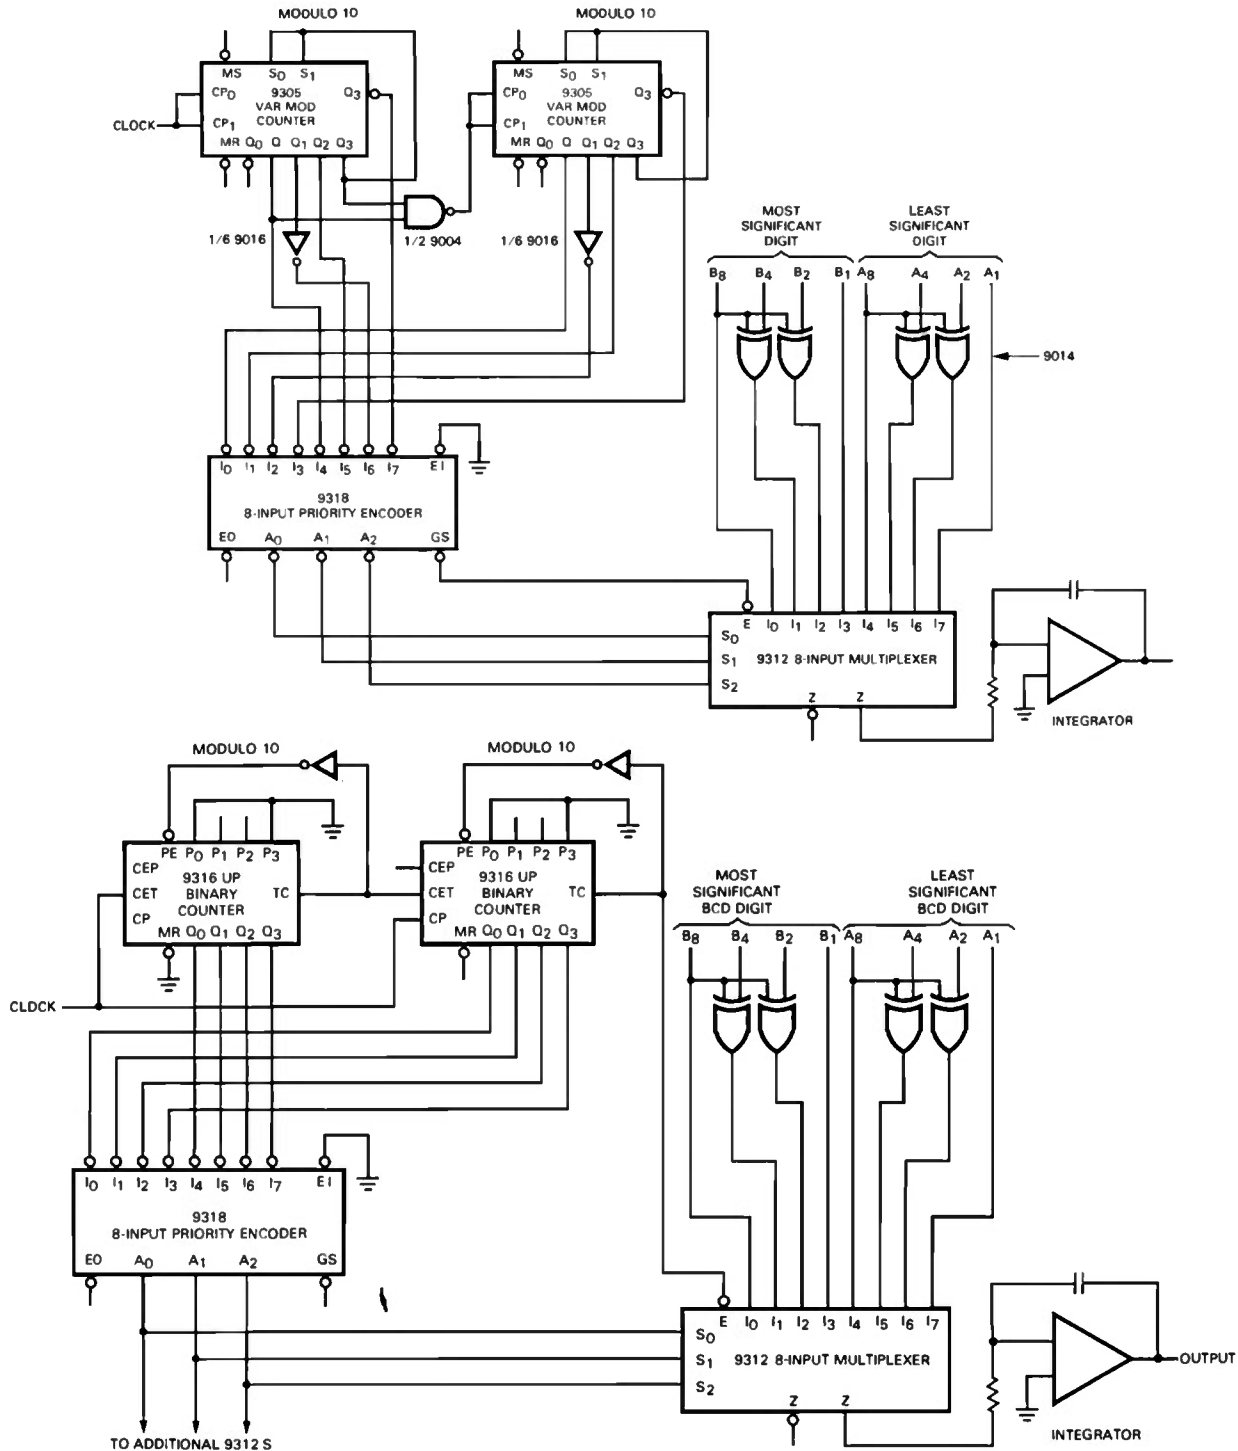 MODULO 10 MODULO 10
MS S0 S1 MS S0 S1
CP0 9305 Q3 CP0 9305 Q3
VAR MOD VAR MOD
CLOCK CP1 COUNTER CP1 COUNTER
MR Q0 Q Q1 Q2 Q3 MR Q0 Q Q1 Q2 Q3
MOST LEAST
SIGNIFICANT SIGNIFICANT
DIGIT DIGIT
1/6 9016 1/2 9004 1/6 9016
B8 B4 B2 B1 A8 A4 A2 A1
9014
I0 I1 I2 I3 I4 I5 I6 I7 EI
9318
8-INPUT PRIORITY ENCODER
EO A0 A1 A2 GS
E I0 I1 I2 I3 I4 I5 I6 I7
S0
S1 9312 8-INPUT MULTIPLEXER
S2
Z Z
INTEGRATOR
MODULO 10 MODULO 10
PE P0 P1 P2 P3 PE P0 P1 P2 P3
CEP 9316 UP CEP 9316 UP
CET BINARY TC CET BINARY TC
CP COUNTER CP COUNTER
MR Q0 Q1 Q2 Q3 MR Q0 Q1 Q2 Q3
MOST LEAST
SIGNIFICANT SIGNIFICANT
BCD DIGIT BCD DIGIT
B8 B4 B2 B1 A8 A4 A2 A1
CLOCK
I0 I1 I2 I3 I4 I5 I6 I7 EI
9318
8-INPUT PRIORITY ENCODER
EO A0 A1 A2 GS
E I0 I1 I2 I3 I4 I5 I6 I7
S0
S1 9312 8-INPUT MULTIPLEXER
S2
Z Z
OUTPUT
INTEGRATOR
TO ADDITIONAL 9312 S